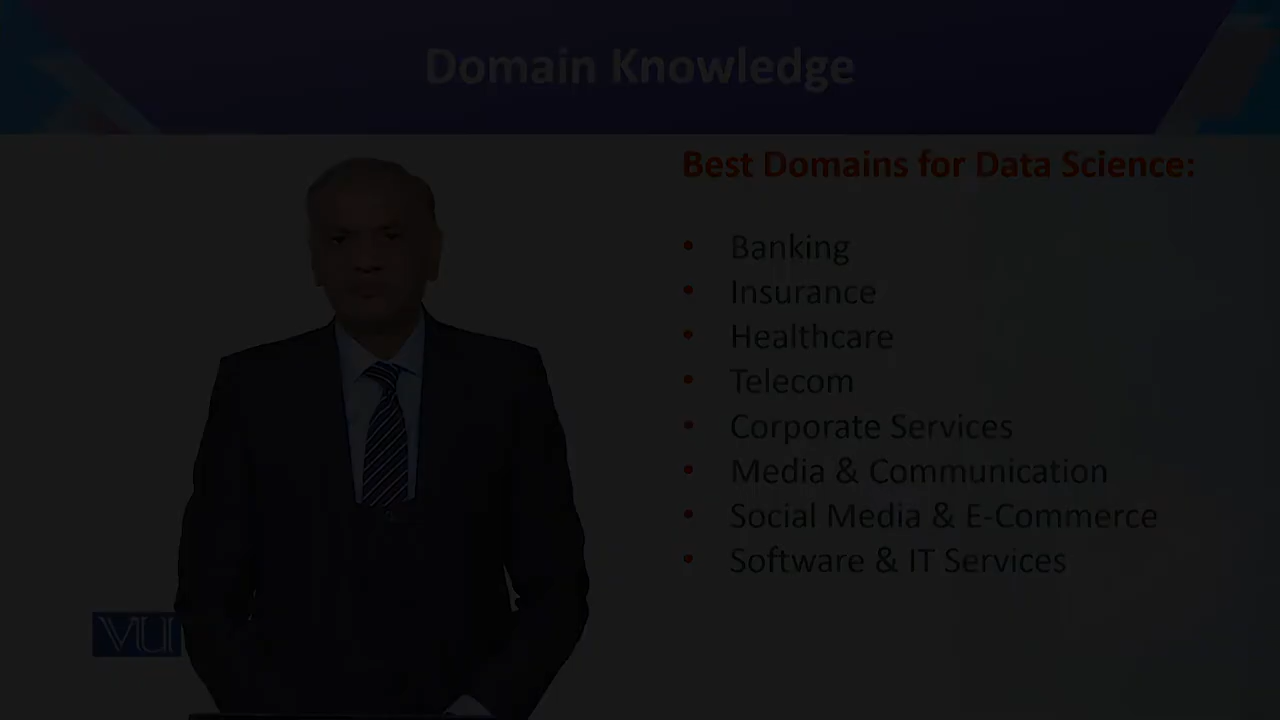 Domain Knowledge
Best Domains for Data Science:
• Banking
• Insurance
• Healthcare
• Telecom
• Corporate Services
• Media & Communication
• Social Media & E-Commerce
• Software & IT Services
VU